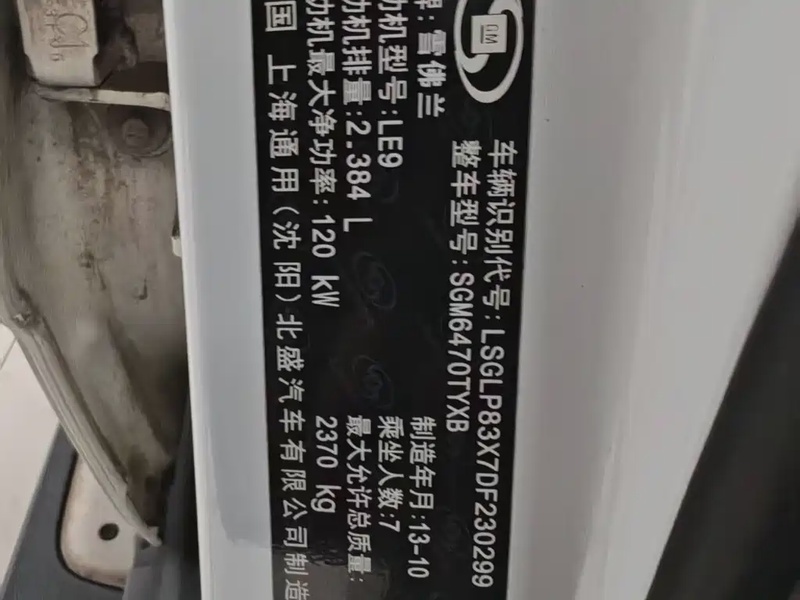 GM
车辆识别代号:LSGLP83X7DF230299
整车型号:SGM6470TYXB
牌:雪佛兰
制造年月:13-10
动机型号:LE9
乘坐人数:7
动机排量:2.384 L
最大允许总质量:
动机最大净功率:120 kW
2370 kg
国 上海通用(沈阳)北盛汽车有限公司制造